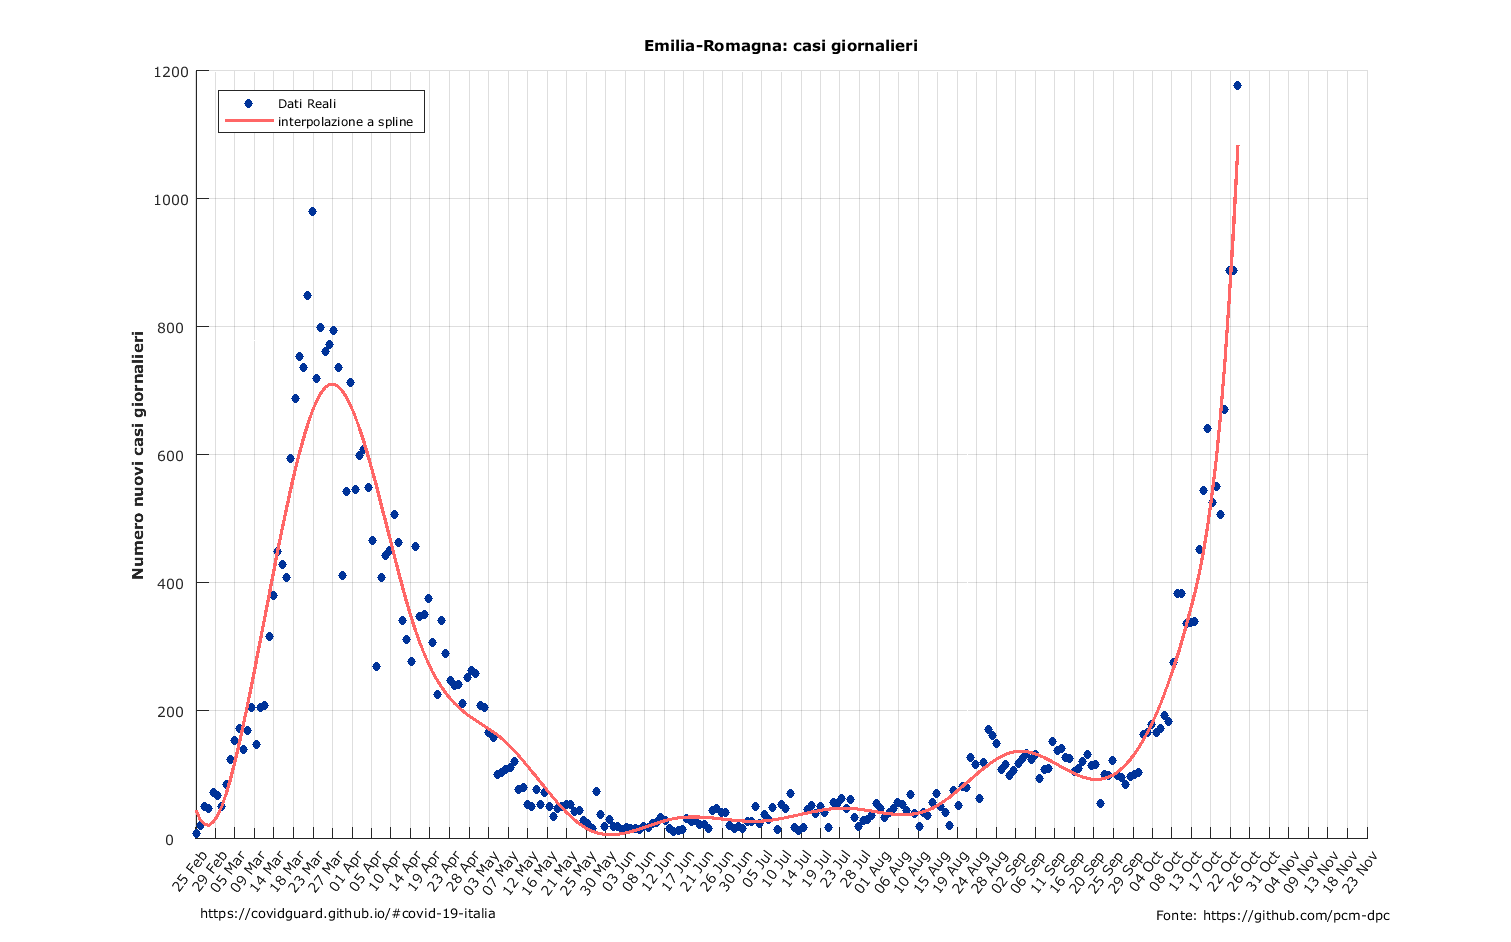 Emilia-Romagna: casi giornalieri
Dati Reali
interpolazione a spline
Numero nuovi casi giornalieri
1200
1000
800
600
400
200
0
25 Feb
29 Feb
05 Mar
09 Mar
14 Mar
18 Mar
23 Mar
27 Mar
01 Apr
05 Apr
10 Apr
14 Apr
19 Apr
23 Apr
28 Apr
03 May
07 May
12 May
16 May
21 May
25 May
30 May
03 Jun
08 Jun
12 Jun
17 Jun
21 Jun
26 Jun
30 Jun
05 Jul
10 Jul
14 Jul
19 Jul
23 Jul
28 Jul
01 Aug
06 Aug
10 Aug
15 Aug
19 Aug
24 Aug
28 Aug
02 Sep
06 Sep
11 Sep
16 Sep
20 Sep
25 Sep
29 Sep
04 Oct
08 Oct
13 Oct
17 Oct
22 Oct
26 Oct
31 Oct
04 Nov
09 Nov
13 Nov
18 Nov
23 Nov
https://covidguard.github.io/#covid-19-italia
Fonte: https://github.com/pcm-dpc